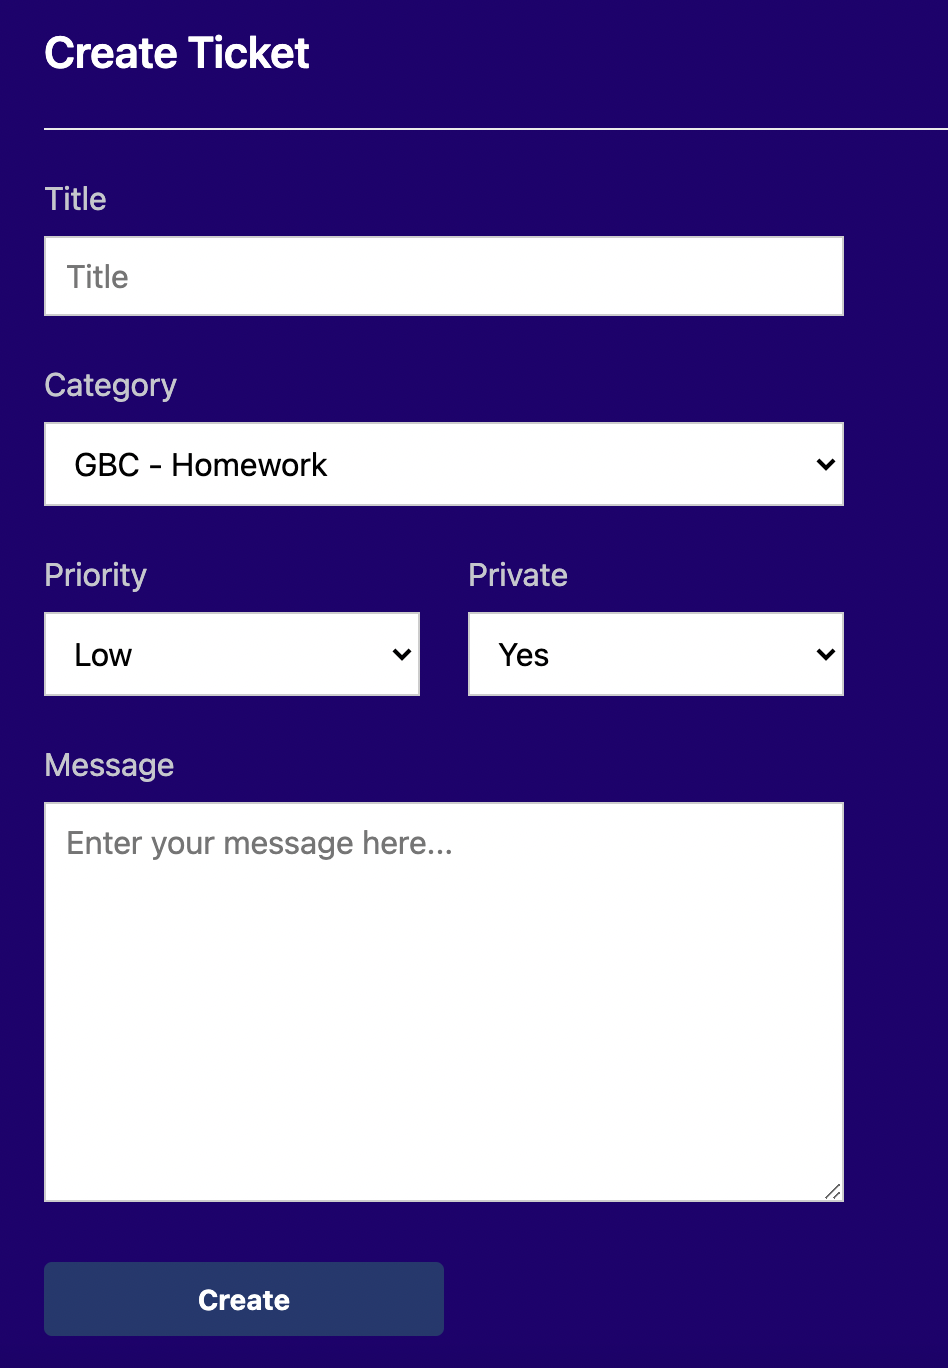 Create Ticket
Title
Title
Category
GBC - Homework
Priority Private
Low Yes
Message
Enter your message here...
Create